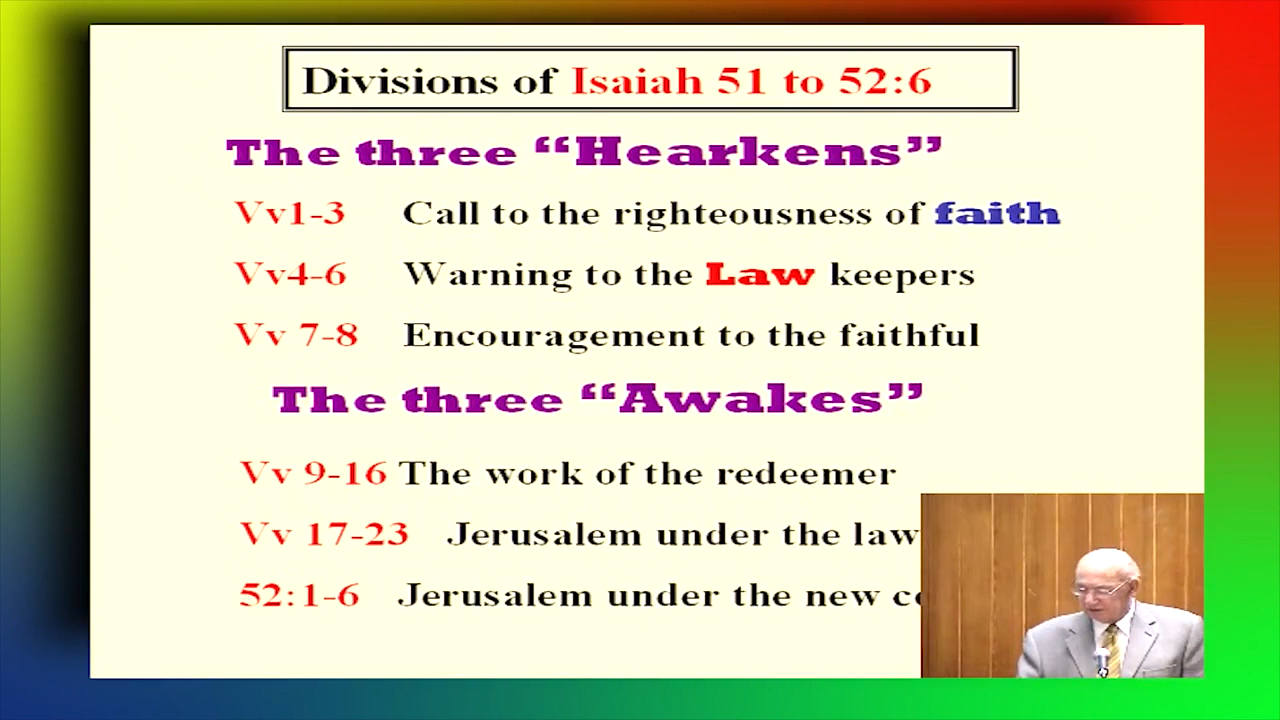 Divisions of Isaiah 51 to 52:6
The three “Hearkens”
Vv1-3 Call to the righteousness of faith
Vv4-6 Warning to the Law keepers
Vv 7-8 Encouragement to the faithful
The three “Awakes”
Vv 9-16 The work of the redeemer
Vv 17-23 Jerusalem under the law
52:1-6 Jerusalem under the new